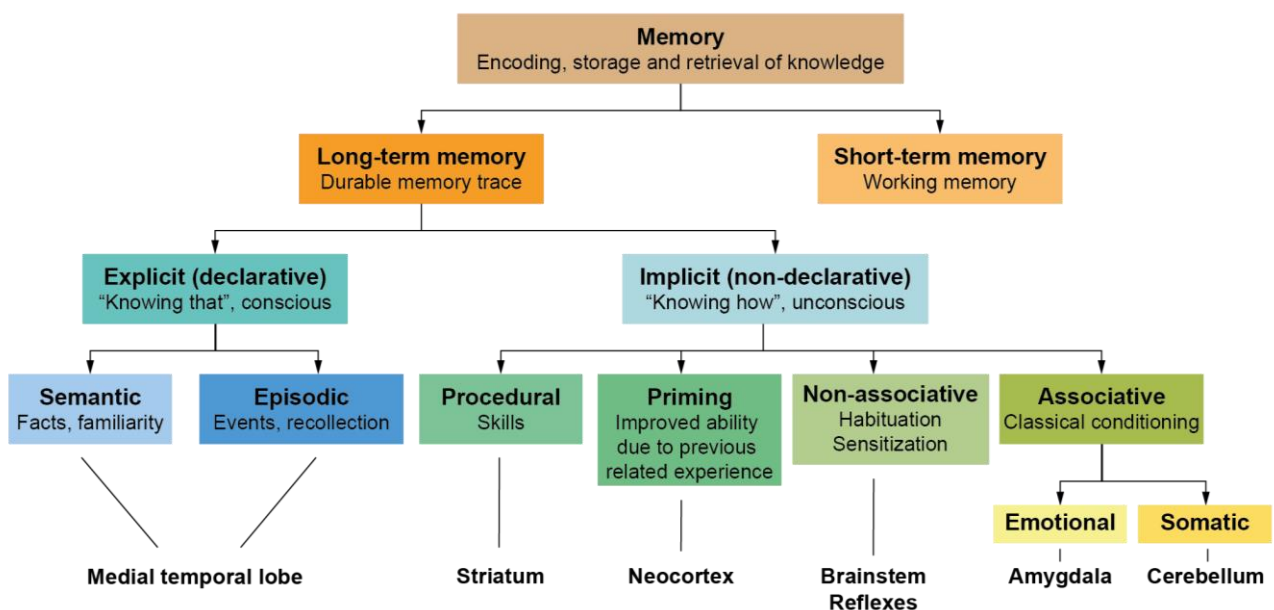 Memory
Encoding, storage and retrieval of knowledge
Long-term memory
Durable memory trace
Short-term memory
Working memory
Explicit (declarative)
“Knowing that”, conscious
Implicit (non-declarative)
“Knowing how”, unconscious
Semantic
Facts, familiarity
Episodic
Events, recollection
Procedural
Skills
Priming
Improved ability
due to previous
related experience
Non-associative
Habituation
Sensitization
Associative
Classical conditioning
Emotional
Somatic
Medial temporal lobe
Striatum
Neocortex
Brainstem
Reflexes
Amygdala
Cerebellum